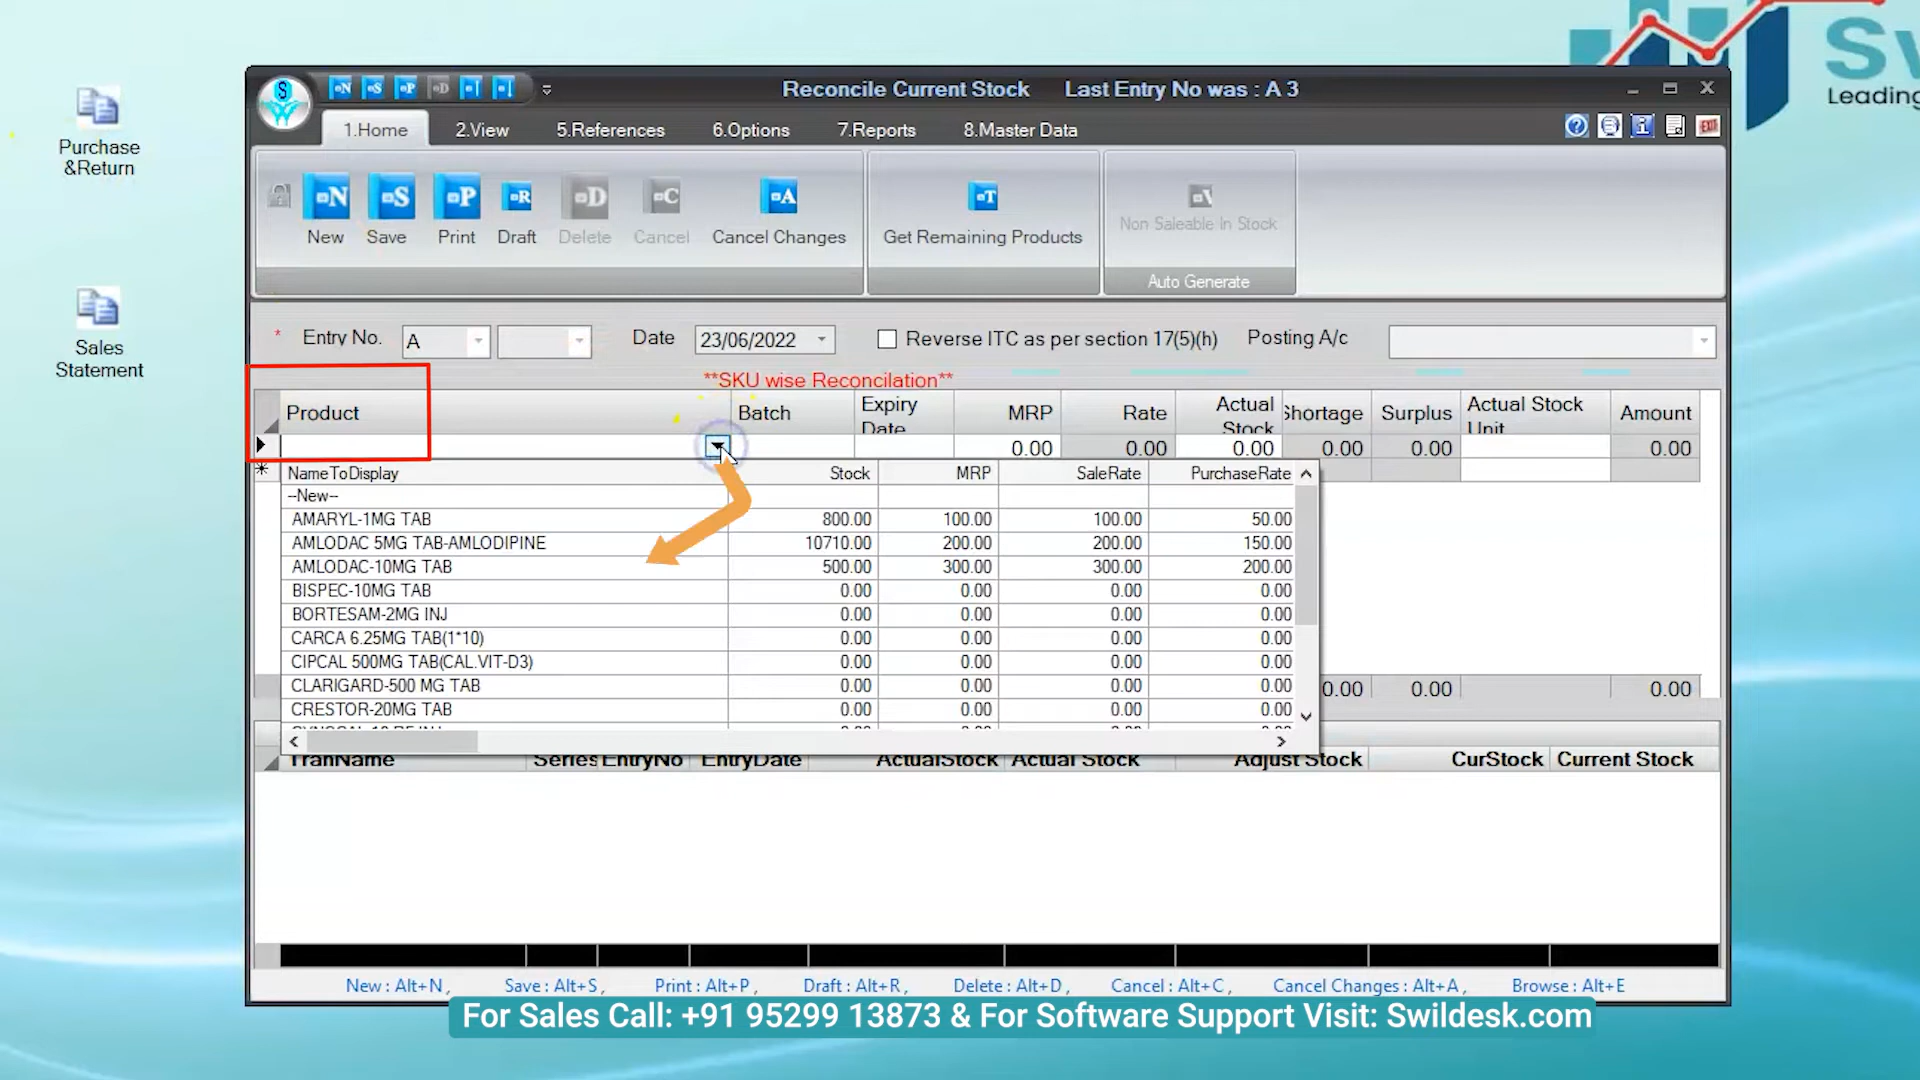 Sw
Leading
Purchase
&Return
Sales
Statement
Reconcile Current Stock Last Entry No was : A 3
1.Home 2.View 5.References 6.Options 7.Reports 8.Master Data
New Save Print Draft Delete Cancel Cancel Changes Get Remaining Products Non Saleable In Stock
Auto Generate
* Entry No. A Date 23/06/2022 Reverse ITC as per section 17(5)(h) Posting A/c
**SKU wise Reconcilation**
Product Batch Expiry Date MRP Rate Actual Stock Shortage Surplus Actual Stock Unit Amount
0.00 0.00 0.00 0.00 0.00 0.00
NameToDisplay Stock MRP SaleRate PurchaseRate
--New--
AMARYL-1MG TAB 800.00 100.00 100.00 50.00
AMLODAC 5MG TAB-AMLODIPINE 10710.00 200.00 200.00 150.00
AMLODAC-10MG TAB 500.00 300.00 300.00 200.00
BISPEC-10MG TAB 0.00 0.00 0.00 0.00
BORTESAM-2MG INJ 0.00 0.00 0.00 0.00
CARCA 6.25MG TAB(1*10) 0.00 0.00 0.00 0.00
CIPCAL 500MG TAB(CAL.VIT-D3) 0.00 0.00 0.00 0.00
CLARIGARD-500 MG TAB 0.00 0.00 0.00 0.00
CRESTOR-20MG TAB 0.00 0.00 0.00 0.00
0.00 0.00 0.00
TranName Series EntryNo EntryDate ActualStock Actual Stock Adjust Stock CurStock Current Stock
New : Alt+N , Save : Alt+S , Print : Alt+P , Draft : Alt+R , Delete : Alt+D , Cancel : Alt+C , Cancel Changes : Alt+A , Browse : Alt+E
For Sales Call: +91 95299 13873 & For Software Support Visit: Swildesk.com